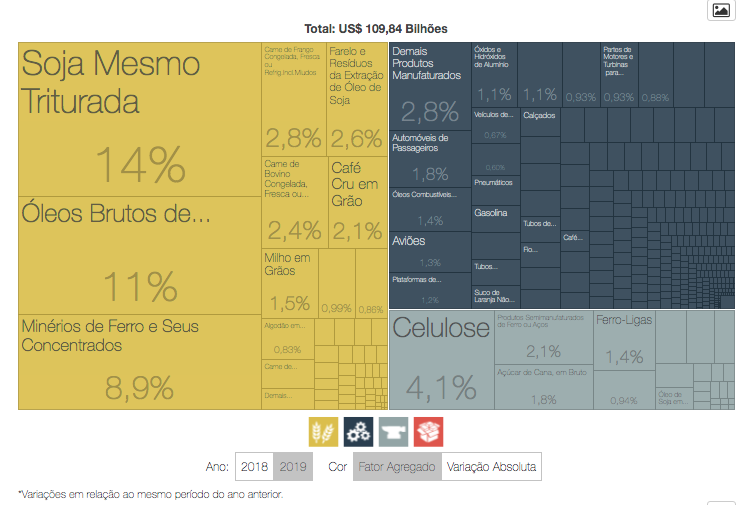 Total: US$ 109,84 Bilhões
Soja Mesmo
Triturada
14%
Óleos Brutos de...
11%
Minérios de Ferro e Seus
Concentrados
8,9%
Carne de Frango
Congelada, Fresca
ou
Refrig.incl.Miudos
2,8%
Farelo e
Resíduos
da Extração
de Óleo de
Soja
2,6%
Carne de
Bovino
Congelada,
Fresca ou...
2,4%
Café
Cru em
Grão
2,1%
Milho em
Grãos
1,5%
0,99%
0,86%
Algodão em...
0,83%
Carne de...
Demais...
Demais
Produtos
Manufaturados
2,8%
Automóveis de
Passageiros
1,8%
Óleos Combustíveis...
1,4%
Aviões
1,3%
Plataformas de...
1,2%
Óxidos e
Hidróxidos
de Alumínio
1,1%
1,1%
0,93%
Partes de
Motores e
Turbinas
para...
0,93%
0,88%
Veículos de...
0,67%
Pneumáticos
Gasolina
Tubos...
Suco de
Laranja Não...
Calçados
Tubos de...
Fio...
Café...
Celulose
4,1%
Produtos Semimanufaturados
de Ferro ou Aços
2,1%
Açúcar de Cana, em Bruto
1,8%
Ferro-Ligas
1,4%
0,94%
Óleo de
Soja em...
Ano: 2018 2019 Cor Fator Agregado Variação Absoluta
*Variações em relação ao mesmo período do ano anterior.